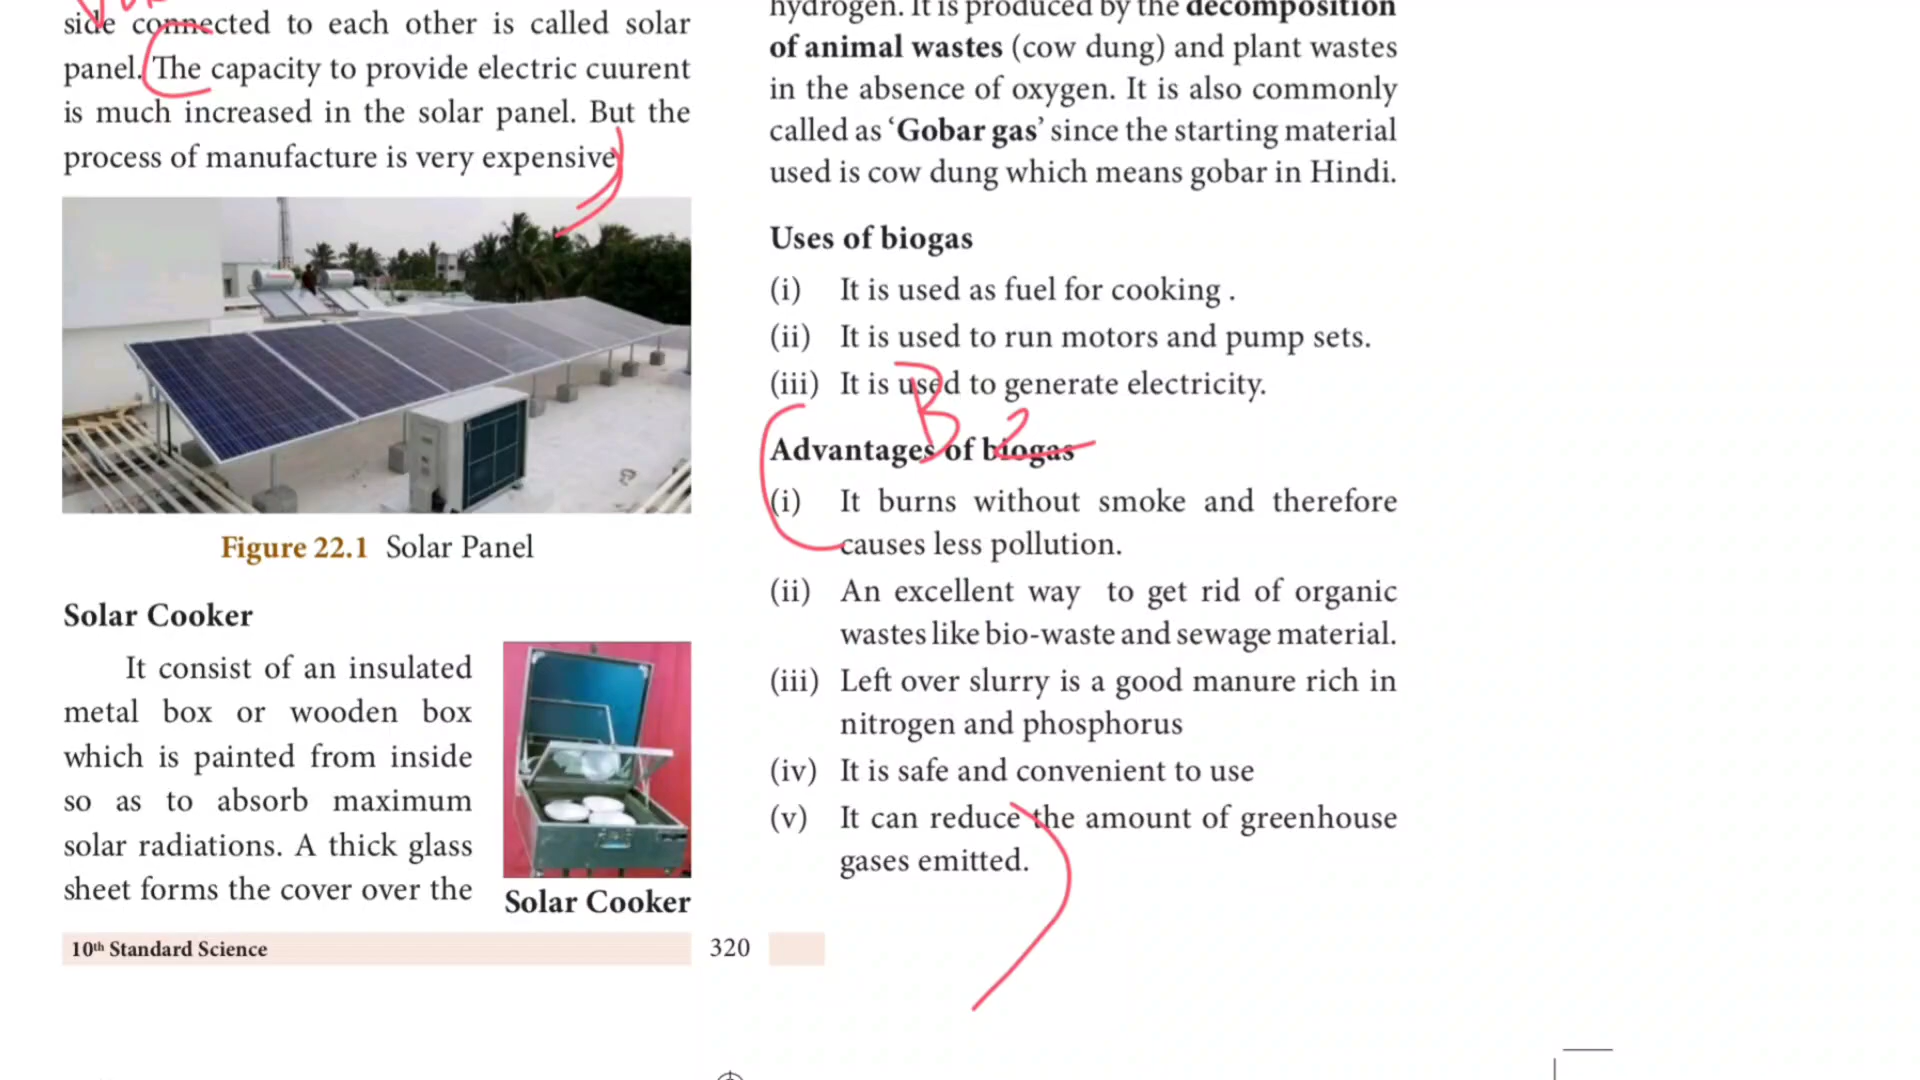 side connected to each other is called solar
panel. The capacity to provide electric cuurent
is much increased in the solar panel. But the
process of manufacture is very expensive
Figure 22.1 Solar Panel
Solar Cooker
It consist of an insulated
metal box or wooden box
which is painted from inside
so as to absorb maximum
solar radiations. A thick glass
sheet forms the cover over the
Solar Cooker
hydrogen. It is produced by the decomposition
of animal wastes (cow dung) and plant wastes
in the absence of oxygen. It is also commonly
called as ‘Gobar gas’ since the starting material
used is cow dung which means gobar in Hindi.
Uses of biogas
(i) It is used as fuel for cooking .
(ii) It is used to run motors and pump sets.
(iii) It is used to generate electricity.
B 2
Advantages of biogas
(i) It burns without smoke and therefore
causes less pollution.
(ii) An excellent way to get rid of organic
wastes like bio-waste and sewage material.
(iii) Left over slurry is a good manure rich in
nitrogen and phosphorus
(iv) It is safe and convenient to use
(v) It can reduce the amount of greenhouse
gases emitted.
10th Standard Science
320